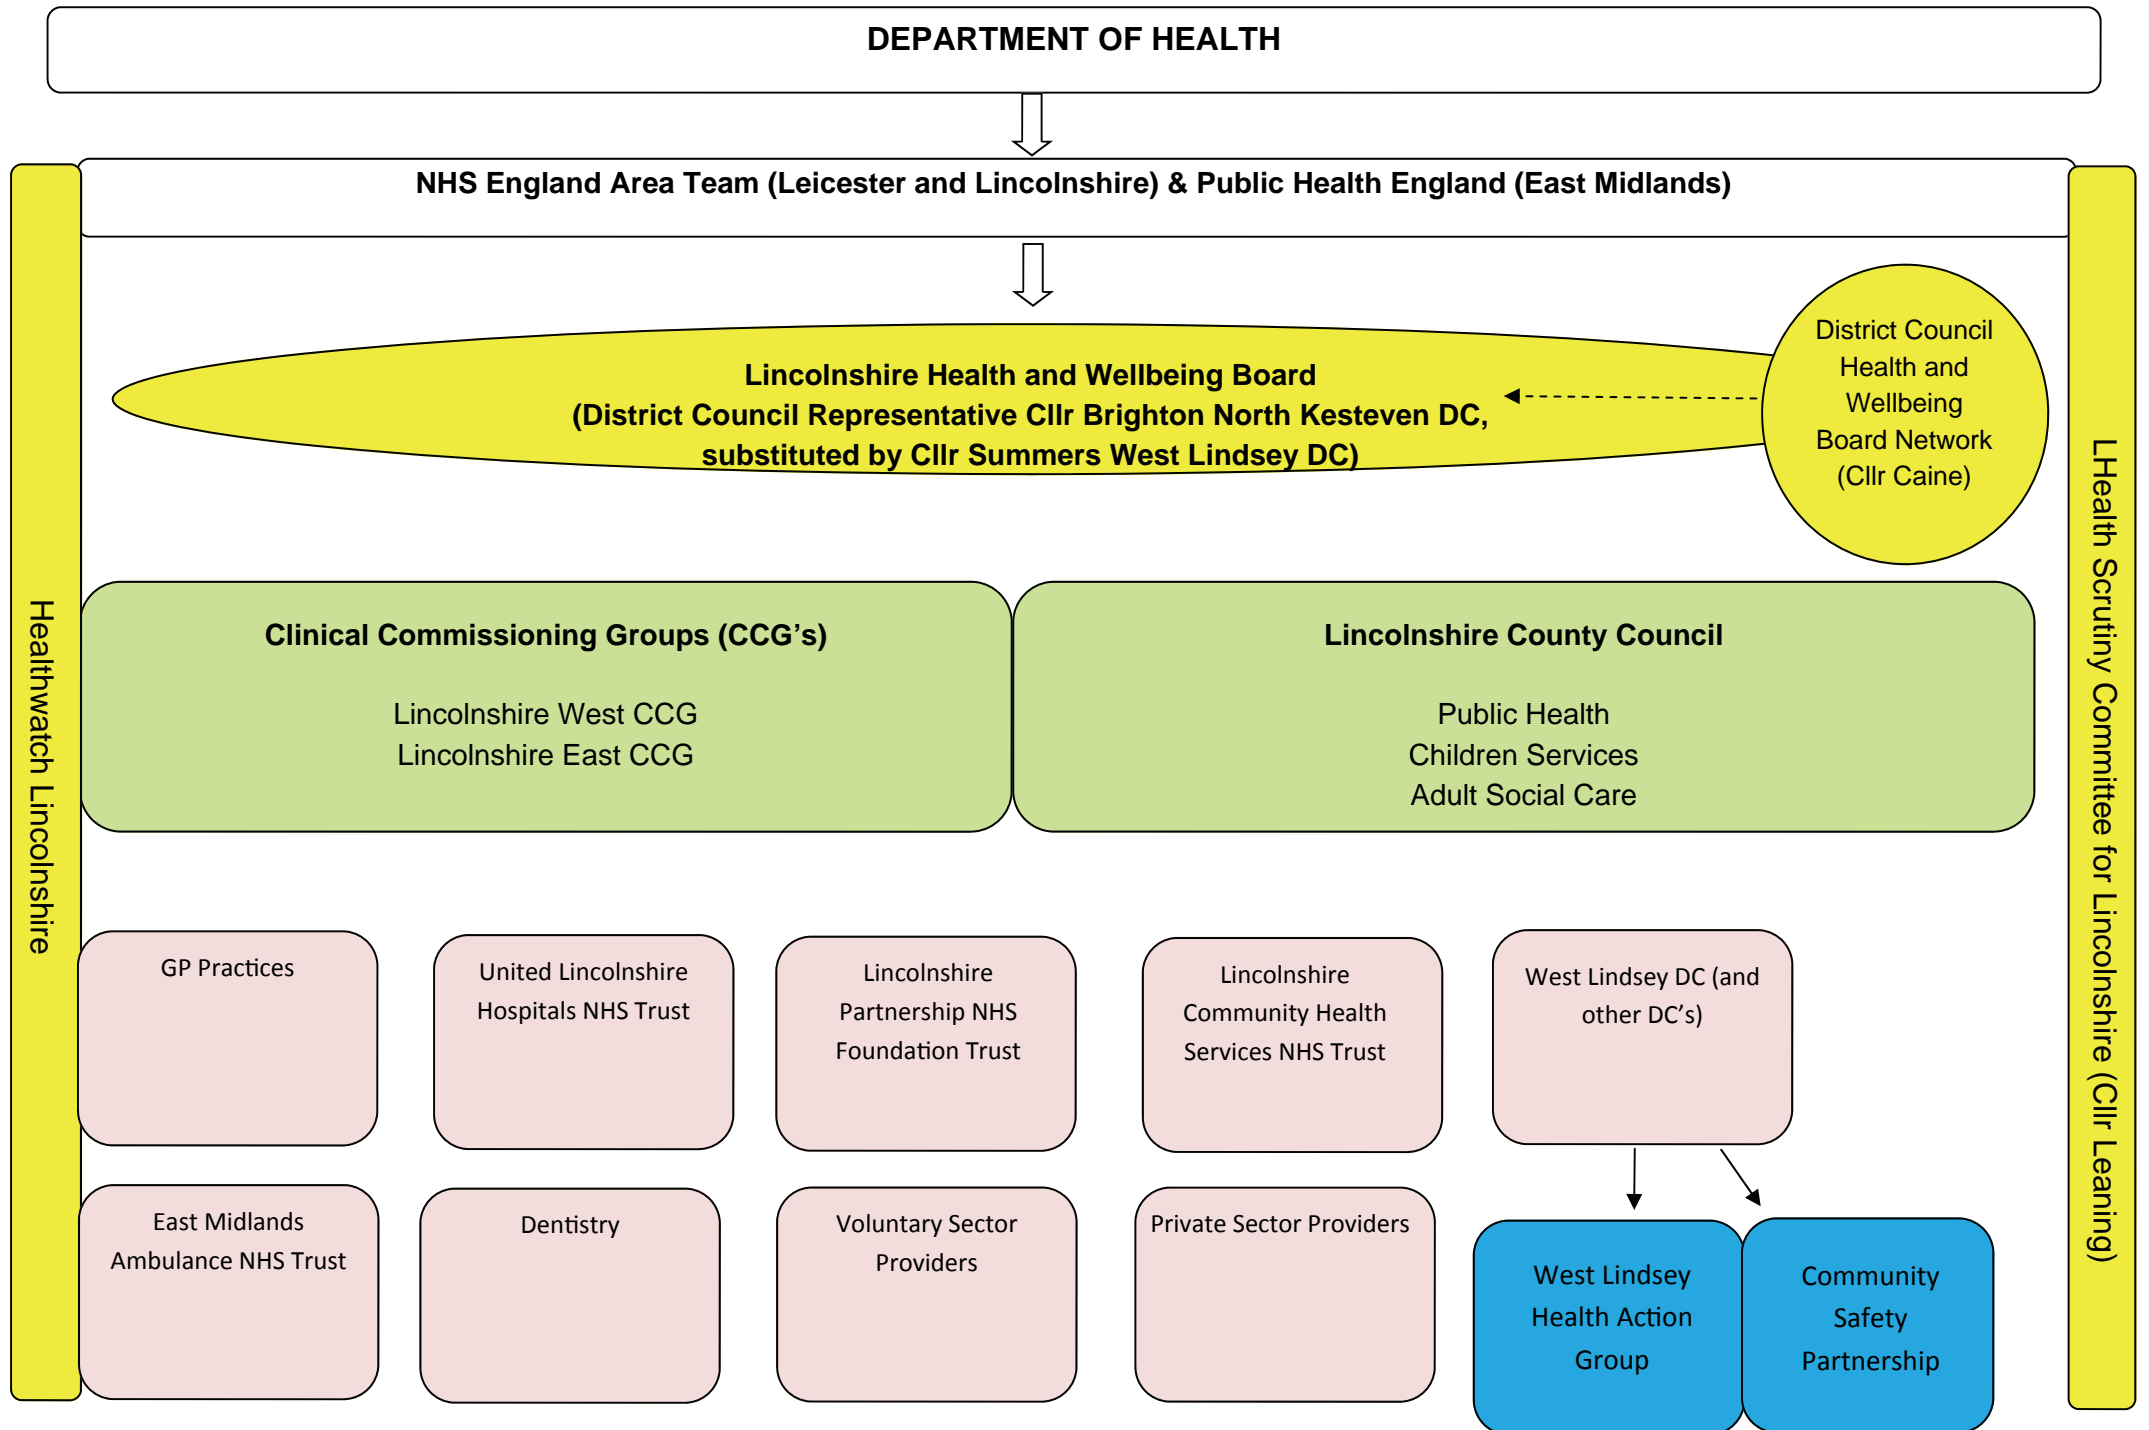 DEPARTMENT OF HEALTH
NHS England Area Team (Leicester and Lincolnshire) & Public Health England (East Midlands)
Lincolnshire Health and Wellbeing Board
(District Council Representative Cllr Brighton North Kesteven DC,
substituted by Cllr Summers West Lindsey DC)
District Council
Health and
Wellbeing
Board Network
(Cllr Caine)
Healthwatch Lincolnshire
LHealth Scrutiny Committee for Lincolnshire (Cllr Leaning)
Clinical Commissioning Groups (CCG’s)
Lincolnshire West CCG
Lincolnshire East CCG
Lincolnshire County Council
Public Health
Children Services
Adult Social Care
GP Practices
United Lincolnshire
Hospitals NHS Trust
Lincolnshire
Partnership NHS
Foundation Trust
Lincolnshire
Community Health
Services NHS Trust
West Lindsey DC (and
other DC’s)
East Midlands
Ambulance NHS Trust
Dentistry
Voluntary Sector
Providers
Private Sector Providers
West Lindsey
Health Action
Group
Community
Safety
Partnership